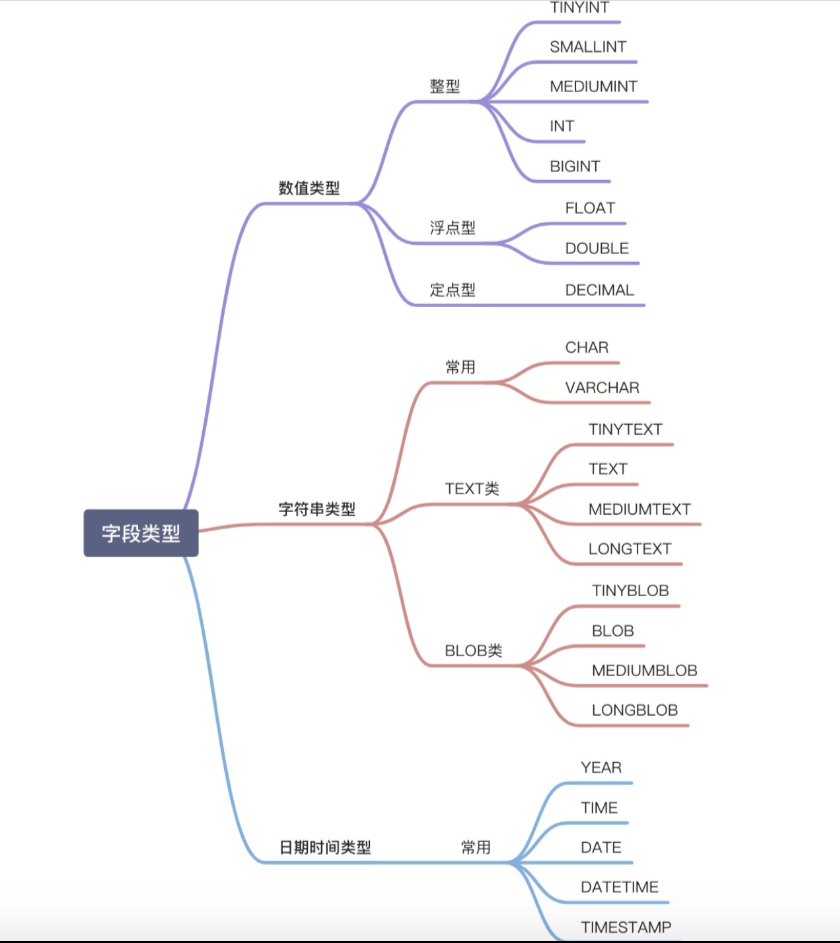 字段类型
数值类型
整型
TINYINT
SMALLINT
MEDIUMINT
INT
BIGINT
浮点型
FLOAT
DOUBLE
定点型
DECIMAL
字符串类型
常用
CHAR
VARCHAR
TEXT类
TINYTEXT
TEXT
MEDIUMTEXT
LONGTEXT
BLOB类
TINYBLOB
BLOB
MEDIUMBLOB
LONGBLOB
日期时间类型
常用
YEAR
TIME
DATE
DATETIME
TIMESTAMP